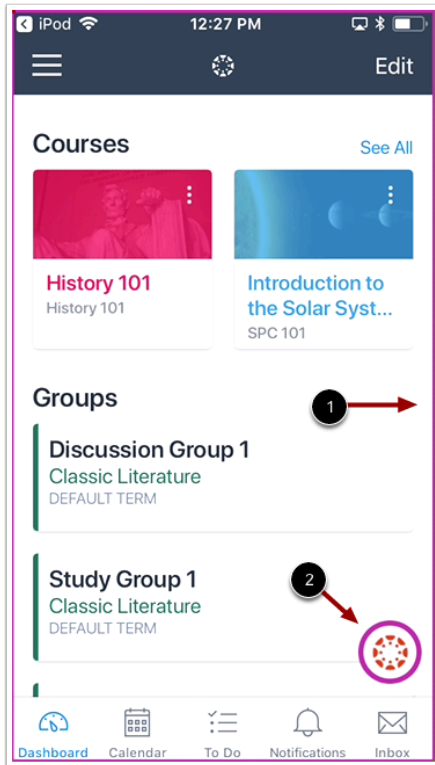 iPod 12:27 PM
Edit
Courses
See All
History 101
History 101
Introduction to
the Solar Syst...
SPC 101
Groups
1
Discussion Group 1
Classic Literature
DEFAULT TERM
2
Study Group 1
Classic Literature
DEFAULT TERM
Dashboard Calendar To Do Notifications Inbox